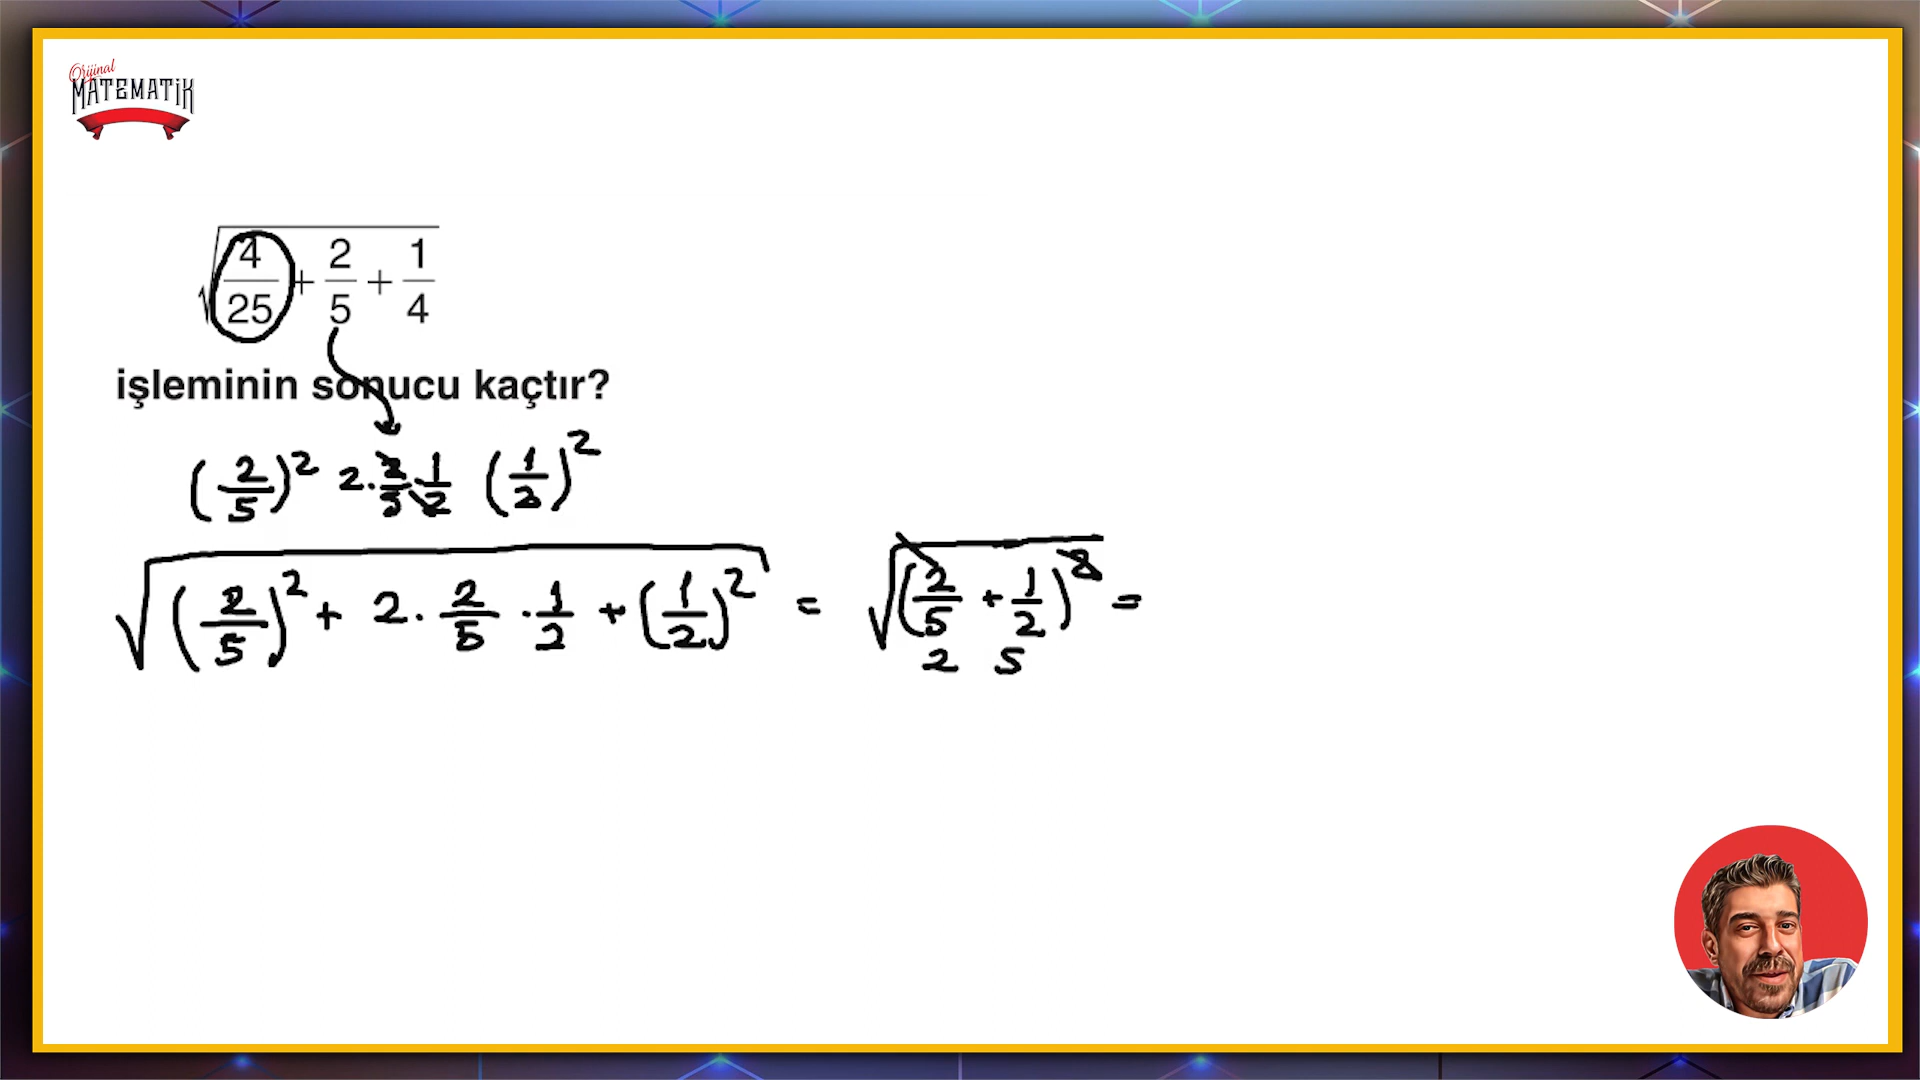 Orijinal
MATEMATİK
√(4/25 + 2/5 + 1/4)
işleminin sonucu kaçtır?
(2/5)² 2·2/5·1/2 (1/2)²
√((2/5)² + 2·2/5·1/2 + (1/2)²) = √((2/5 + 1/2)²) =
2 5